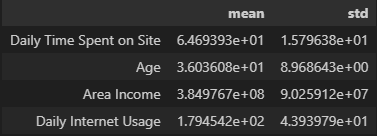 mean std
Daily Time Spent on Site 6.469393e+01 1.579638e+01
Age 3.603608e+01 8.968643e+00
Area Income 3.849767e+08 9.025912e+07
Daily Internet Usage 1.794542e+02 4.393979e+01